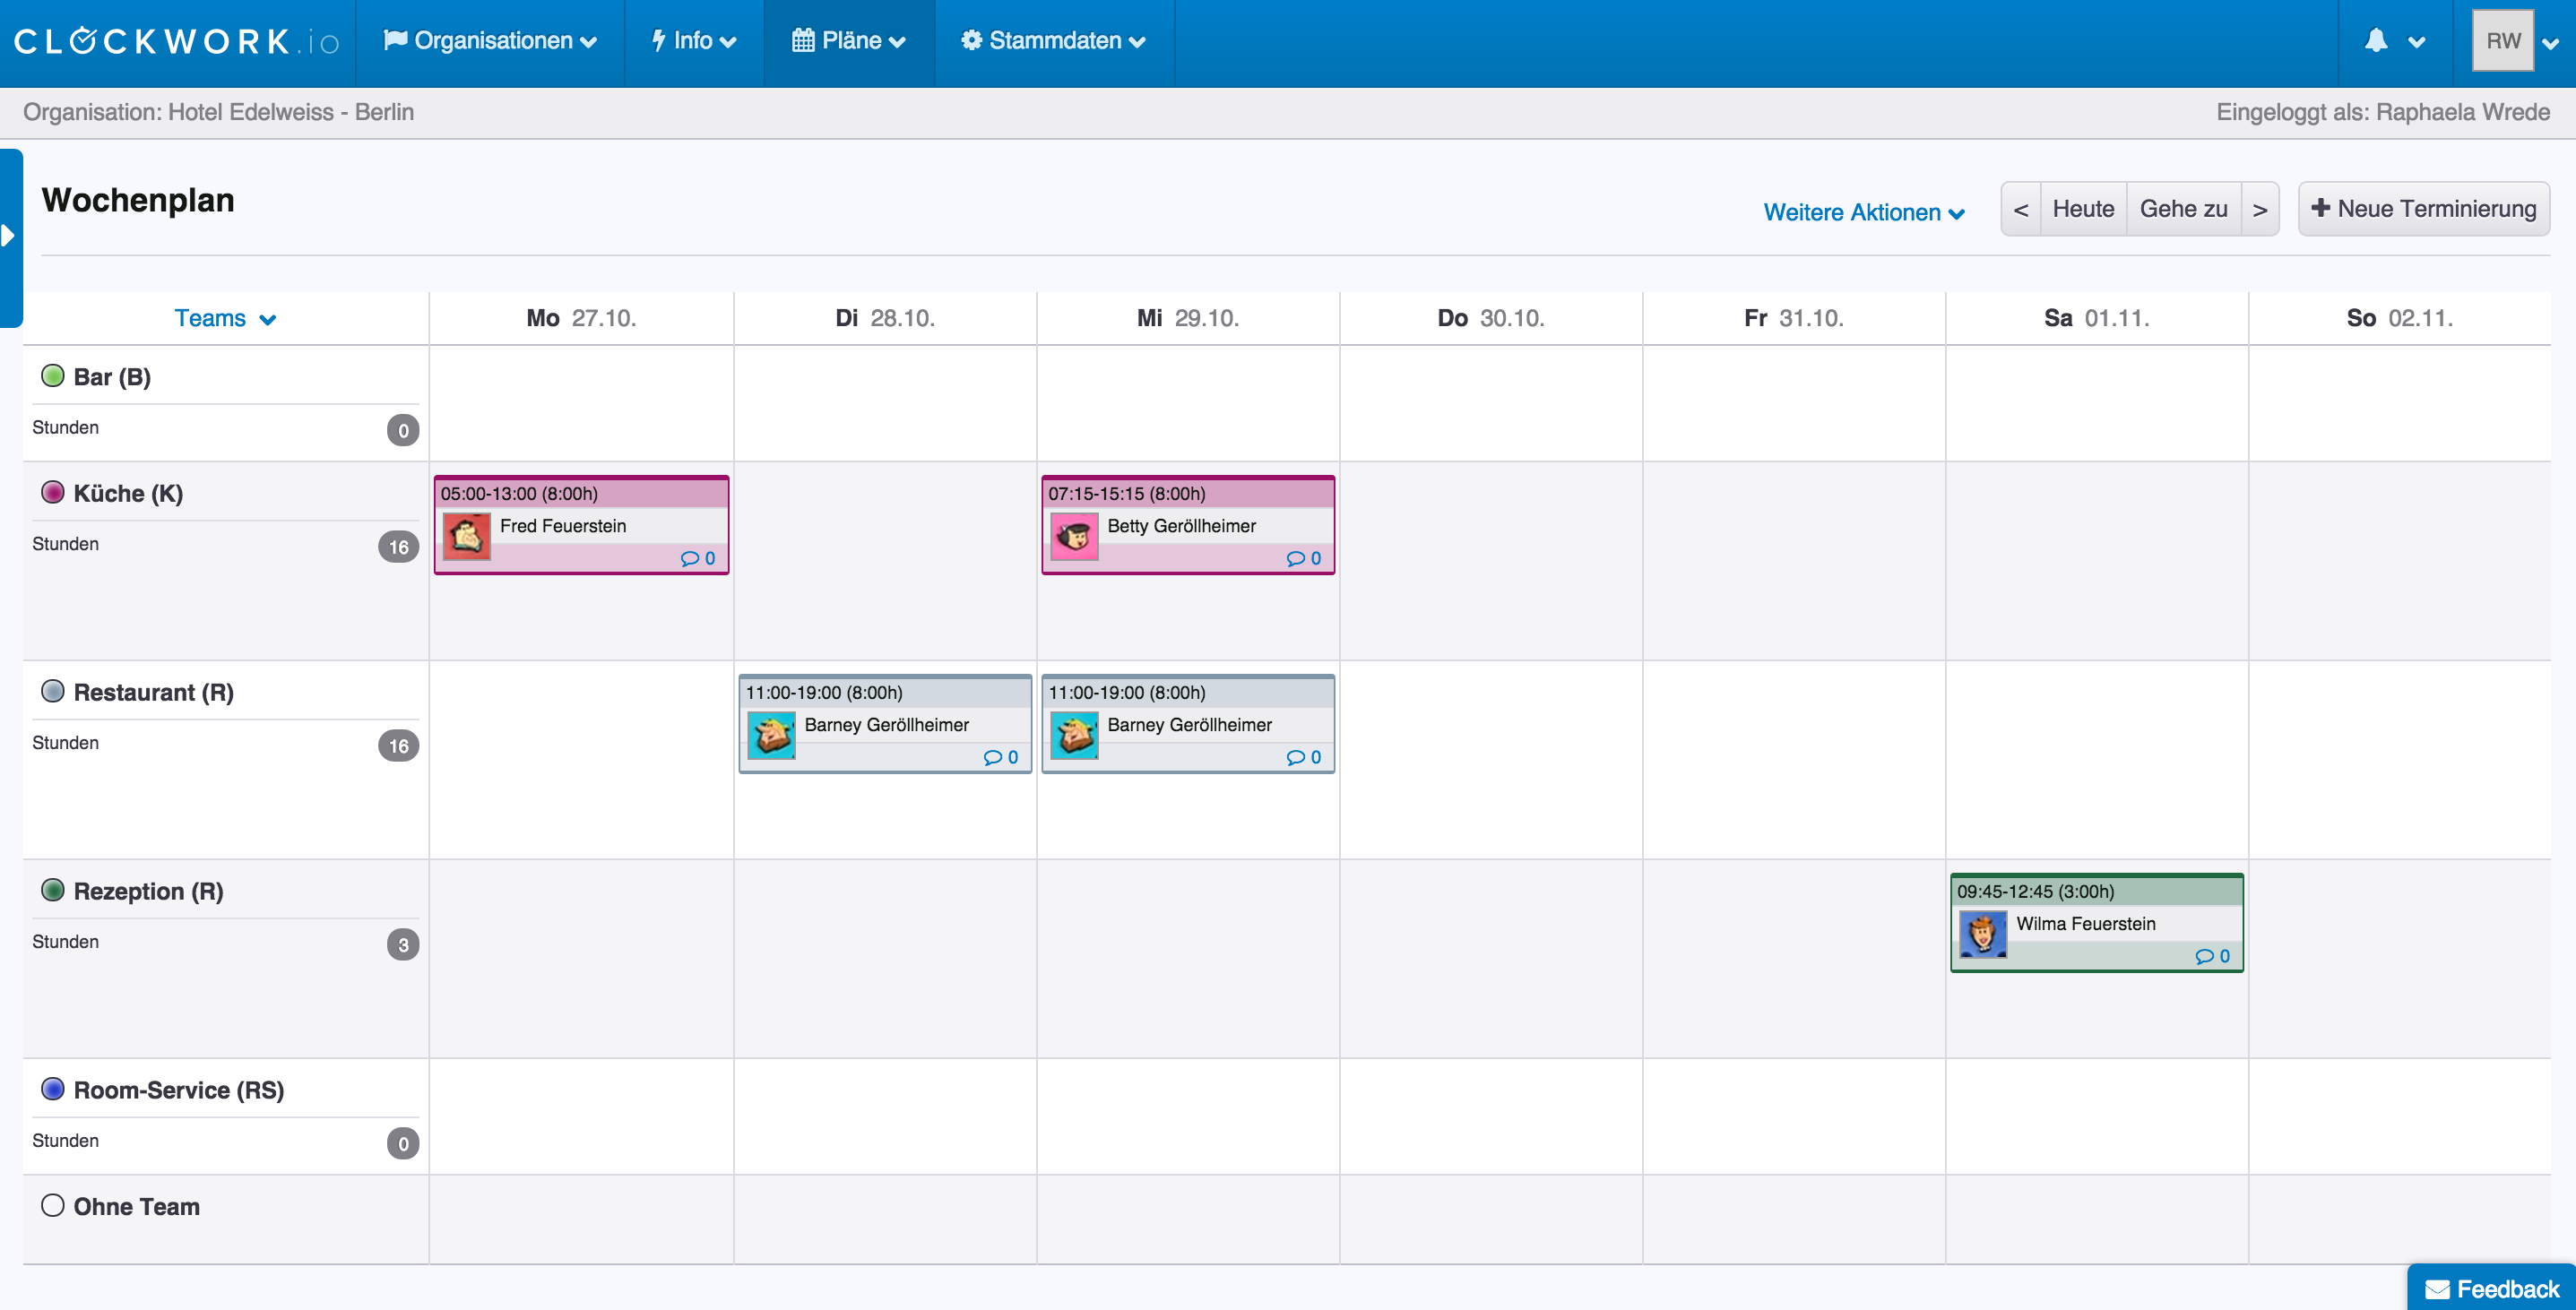 CLOCKWORK.io Organisationen Info Pläne Stammdaten RW
Organisation: Hotel Edelweiss - Berlin Eingeloggt als: Raphaela Wrede
Wochenplan Weitere Aktionen < Heute Gehe zu > Neue Terminierung
Teams Mo 27.10. Di 28.10. Mi 29.10. Do 30.10. Fr 31.10. Sa 01.11. So 02.11.
Bar (B)
Stunden 0
Küche (K) 05:00-13:00 (8:00h) 07:15-15:15 (8:00h)
Fred Feuerstein Betty Geröllheimer
Stunden 16 0 0
Restaurant (R) 11:00-19:00 (8:00h) 11:00-19:00 (8:00h)
Barney Geröllheimer Barney Geröllheimer
Stunden 16 0 0
Rezeption (R) 09:45-12:45 (3:00h)
Wilma Feuerstein
Stunden 3 0
Room-Service (RS)
Stunden 0
Ohne Team
Feedback